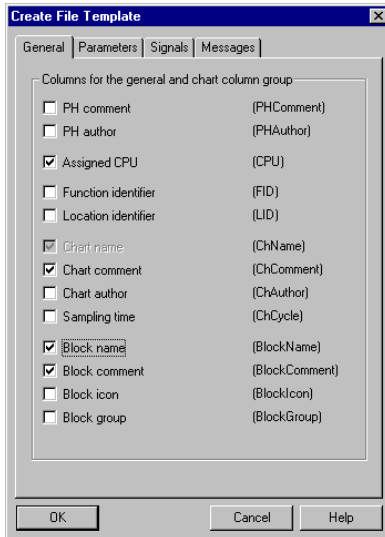 Create File Template
General Parameters Signals Messages
Columns for the general and chart column group
PH comment (PHComment)
PH author (PHAuthor)
Assigned CPU (CPU)
Function identifier (FID)
Location identifier (LID)
Chart name (ChName)
Chart comment (ChComment)
Chart author (ChAuthor)
Sampling time (ChCycle)
Block name (BlockName)
Block comment (BlockComment)
Block icon (BlockIcon)
Block group (BlockGroup)
OK Cancel Help